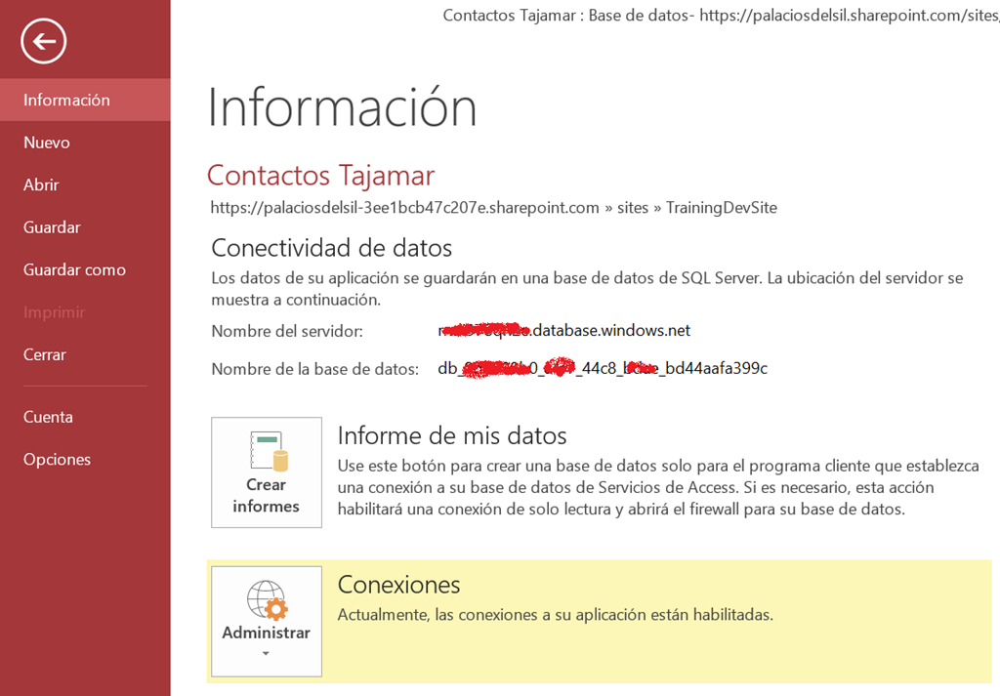 Contactos Tajamar : Base de datos- https://palaciosdelsil.sharepoint.com/sites/
Información
Nuevo
Abrir
Guardar
Guardar como
Imprimir
Cerrar
Cuenta
Opciones
Información
Contactos Tajamar
https://palaciosdelsil-3ee1bcb47c207e.sharepoint.com » sites » TrainingDevSite
Conectividad de datos
Los datos de su aplicación se guardarán en una base de datos de SQL Server. La ubicación del servidor se
muestra a continuación.
Nombre del servidor: .database.windows.net
Nombre de la base de datos: db_ _44c8_ _bd44aafa399c
Crear
informes
Informe de mis datos
Use este botón para crear una base de datos solo para el programa cliente que establezca
una conexión a su base de datos de Servicios de Access. Si es necesario, esta acción
habilitará una conexión de solo lectura y abrirá el firewall para su base de datos.
Administrar
Conexiones
Actualmente, las conexiones a su aplicación están habilitadas.